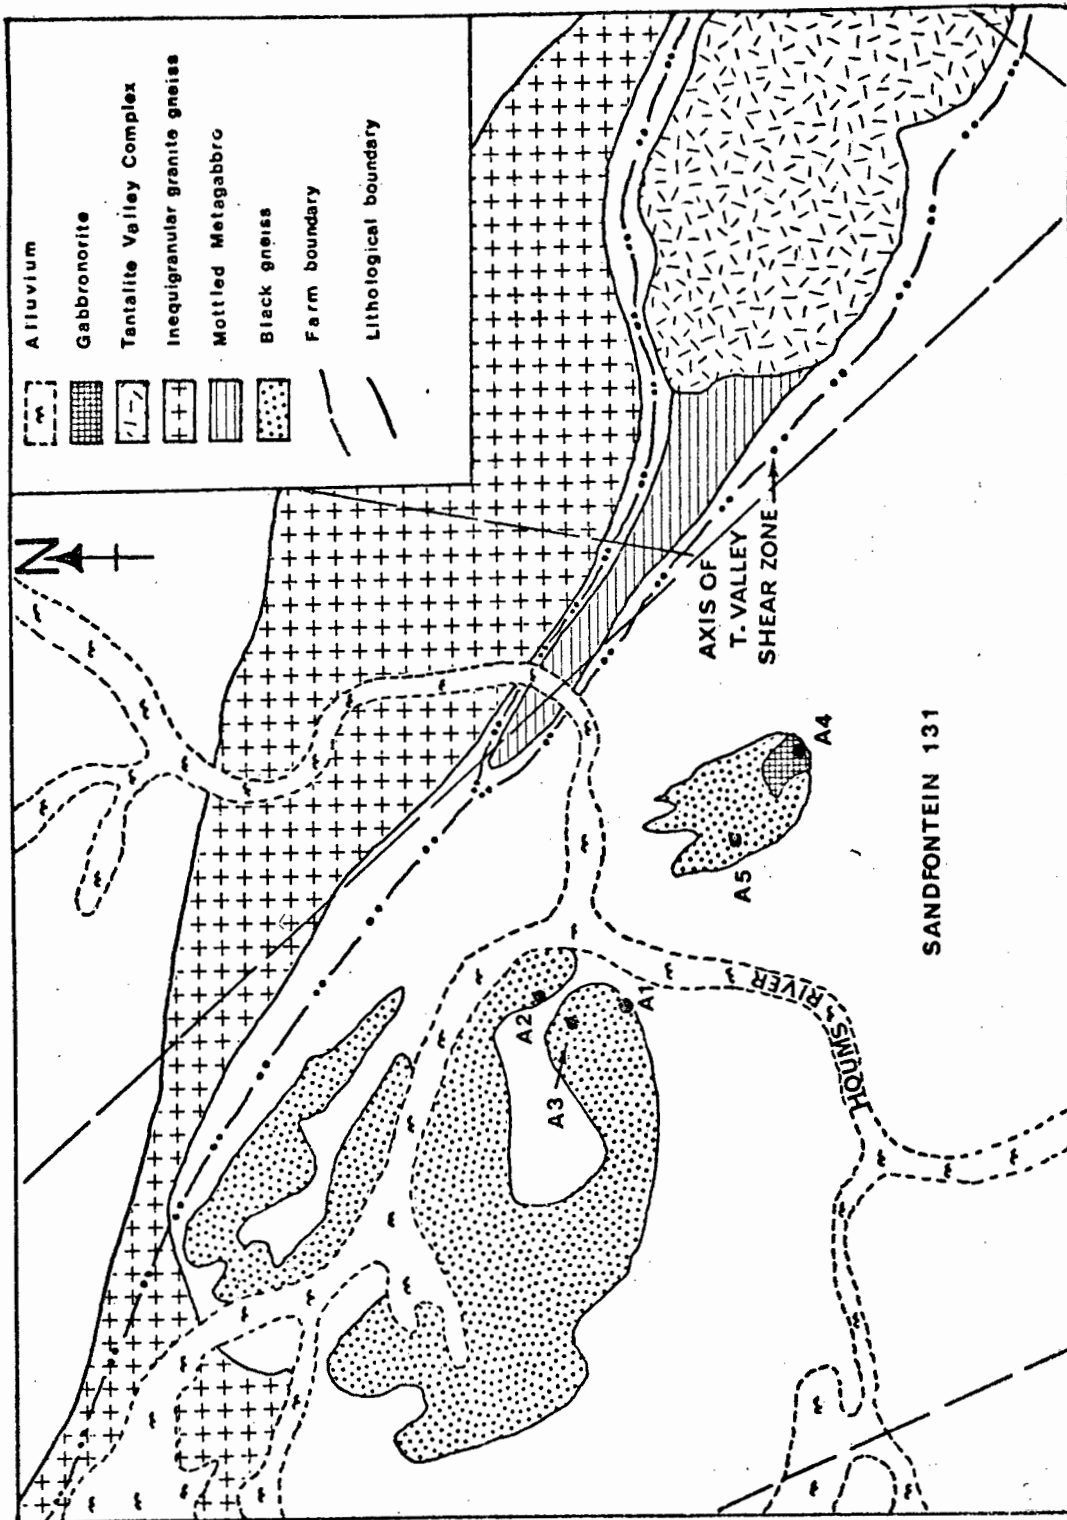 Alluvium
Gabbronorite
Tantalite Valley Complex
Inequigranular granite gneiss
Mottled Metagabbro
Black gneiss
Farm boundary
Lithological boundary
N
AXIS OF
T. VALLEY
SHEAR ZONE
A4
A5
A2
A1
A3
HOUMS RIVER
SANDFONTEIN 131